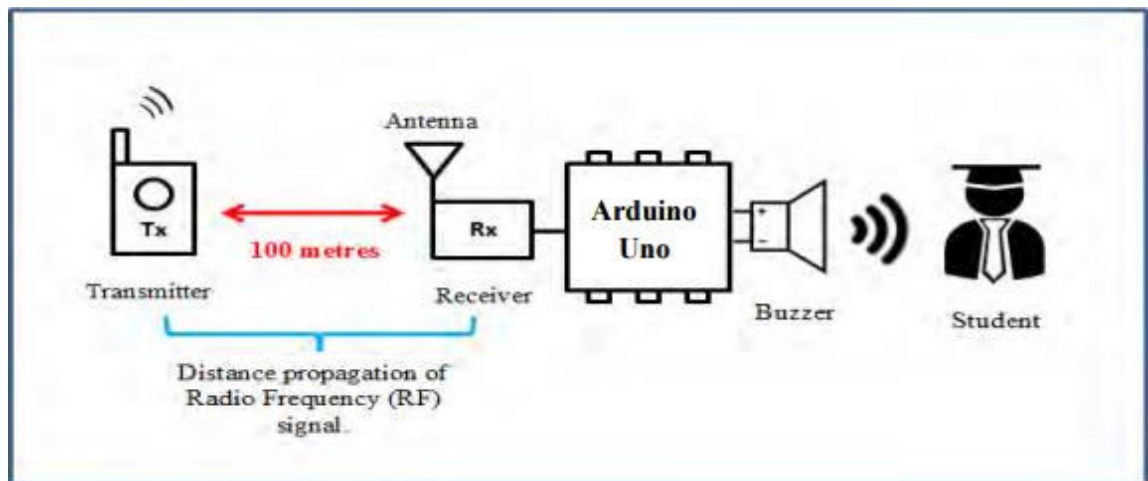 Antenna
Tx
100 metres
Rx
Arduino
Uno
+
−
Transmitter
Receiver
Buzzer
Student
Distance propagation of
Radio Frequency (RF)
signal.